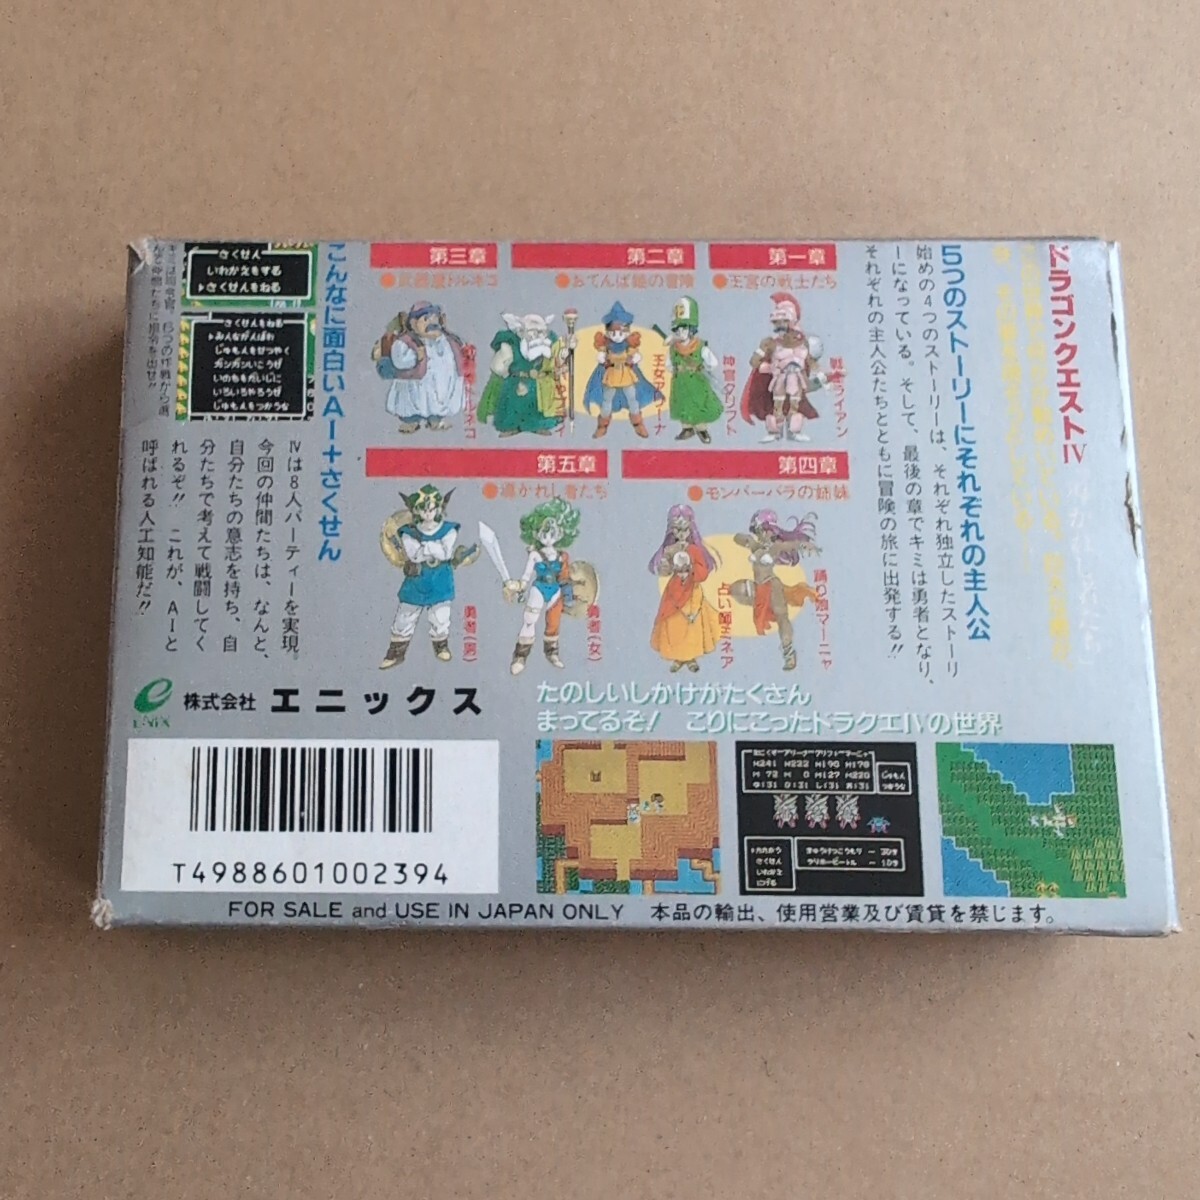 ドラゴンクエストIV
5つのストーリーにそれぞれの主人公
始めの4つのストーリーは、それぞれ独立したストーリ
ーになっている。そして、最後の章でキミは勇者となり、
それぞれの主人公たちとともに冒険の旅に出発する!!
第一章
●王宮の戦士たち
戦士ライアン
第二章
●おてんば姫の冒険
神官クリフト
王女アリーナ
第三章
●武器屋トルネコ
第四章
●モンバーバラの姉妹
踊り娘マーニャ
占い師ミネア
第五章
●導かれし者たち
勇者(女)
勇者(男)
こんなに面白いAI+さくせん
IVは8人パーティーを実現。
今回の仲間たちは、なんと、
自分たちの意志を持ち、自
分たちで考えて戦闘してく
れるぞ!! これが、AIと
呼ばれる人工知能だ!!
さくせん
いれかえをする
▶さくせんをねる
さくせんをねる
▶みんながんばれ
じゅもんをせつやく
ガンガンいこうぜ
いのちをだいじに
いろいろやろうぜ
じゅもんをつかうな
ENIX
株式会社 エニックス
たのしいしかけがたくさん
まってるぞ! こりにこったドラクエIVの世界
T4988601002394
FOR SALE and USE IN JAPAN ONLY 本品の輸出、使用営業及び賃貸を禁じます。